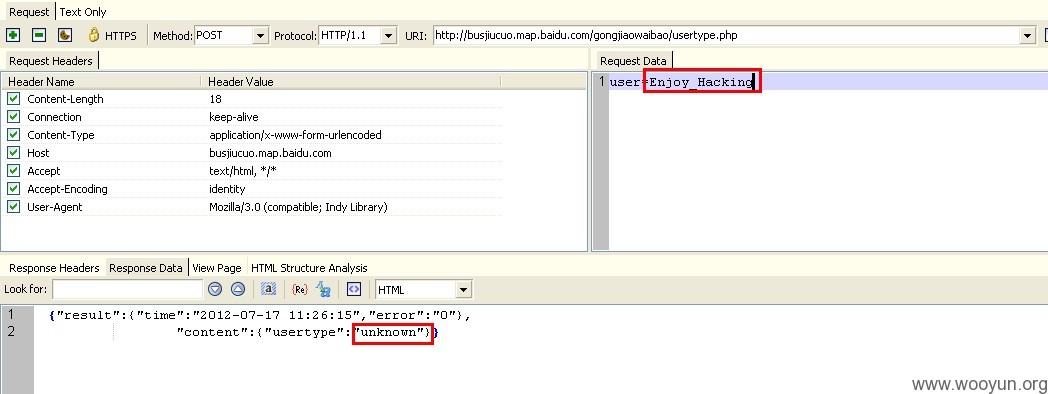 Request Text Only
HTTPS Method: POST Protocol: HTTP/1.1 URI: http://busjiucuo.map.baidu.com/gongjiaowaibao/usertype.php
Request Headers
Header Name Header Value
Content-Length 18
Connection keep-alive
Content-Type application/x-www-form-urlencoded
Host busjiucuo.map.baidu.com
Accept text/html, */*
Accept-Encoding identity
User-Agent Mozilla/3.0 (compatible; Indy Library)
Request Data
1 user=Enjoy_Hacking
Response Headers Response Data View Page HTML Structure Analysis
Look for: a {Re} HTML
1 {"result":{"time":"2012-07-17 11:26:15","error":"0"},
2 "content":{"usertype":"unknown"}}
www.wooyun.org